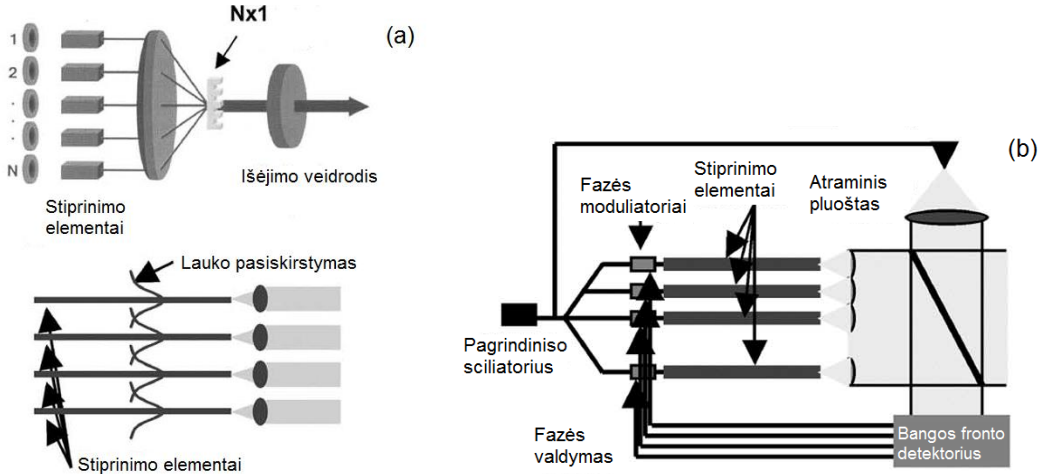 Nx1
(a)
1
2
.
.
N
Išėjimo veidrodis
Stiprinimo
elementai
Lauko pasiskirstymas
Stiprinimo elementai
(b)
Stiprinimo
elementai
Atraminis
pluoštas
Fazės
moduliatoriai
Pagrindiniso
sciliatorius
Fazės
valdymas
Bangos fronto
detektorius